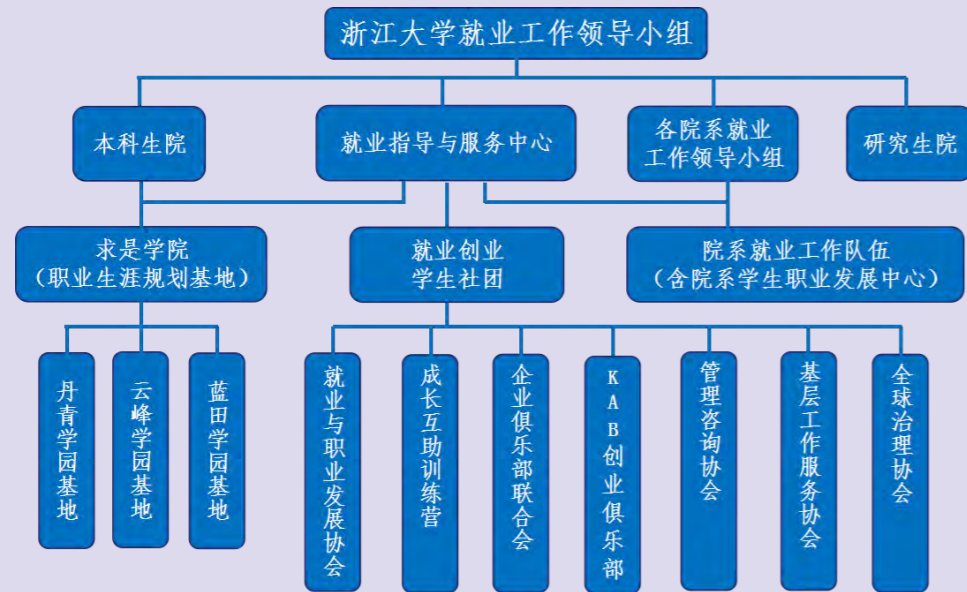 浙江大学就业工作领导小组
本科生院
就业指导与服务中心
各院系就业
工作领导小组
研究生院
求是学院
（职业生涯规划基地）
就业创业
学生社团
院系就业工作队伍
（含院系学生职业发展中心）
丹青学园基地
云峰学园基地
蓝田学园基地
就业与职业发展协会
成长互助训练营
企业俱乐部联合会
KAB创业俱乐部
管理咨询协会
基层工作服务协会
全球治理协会